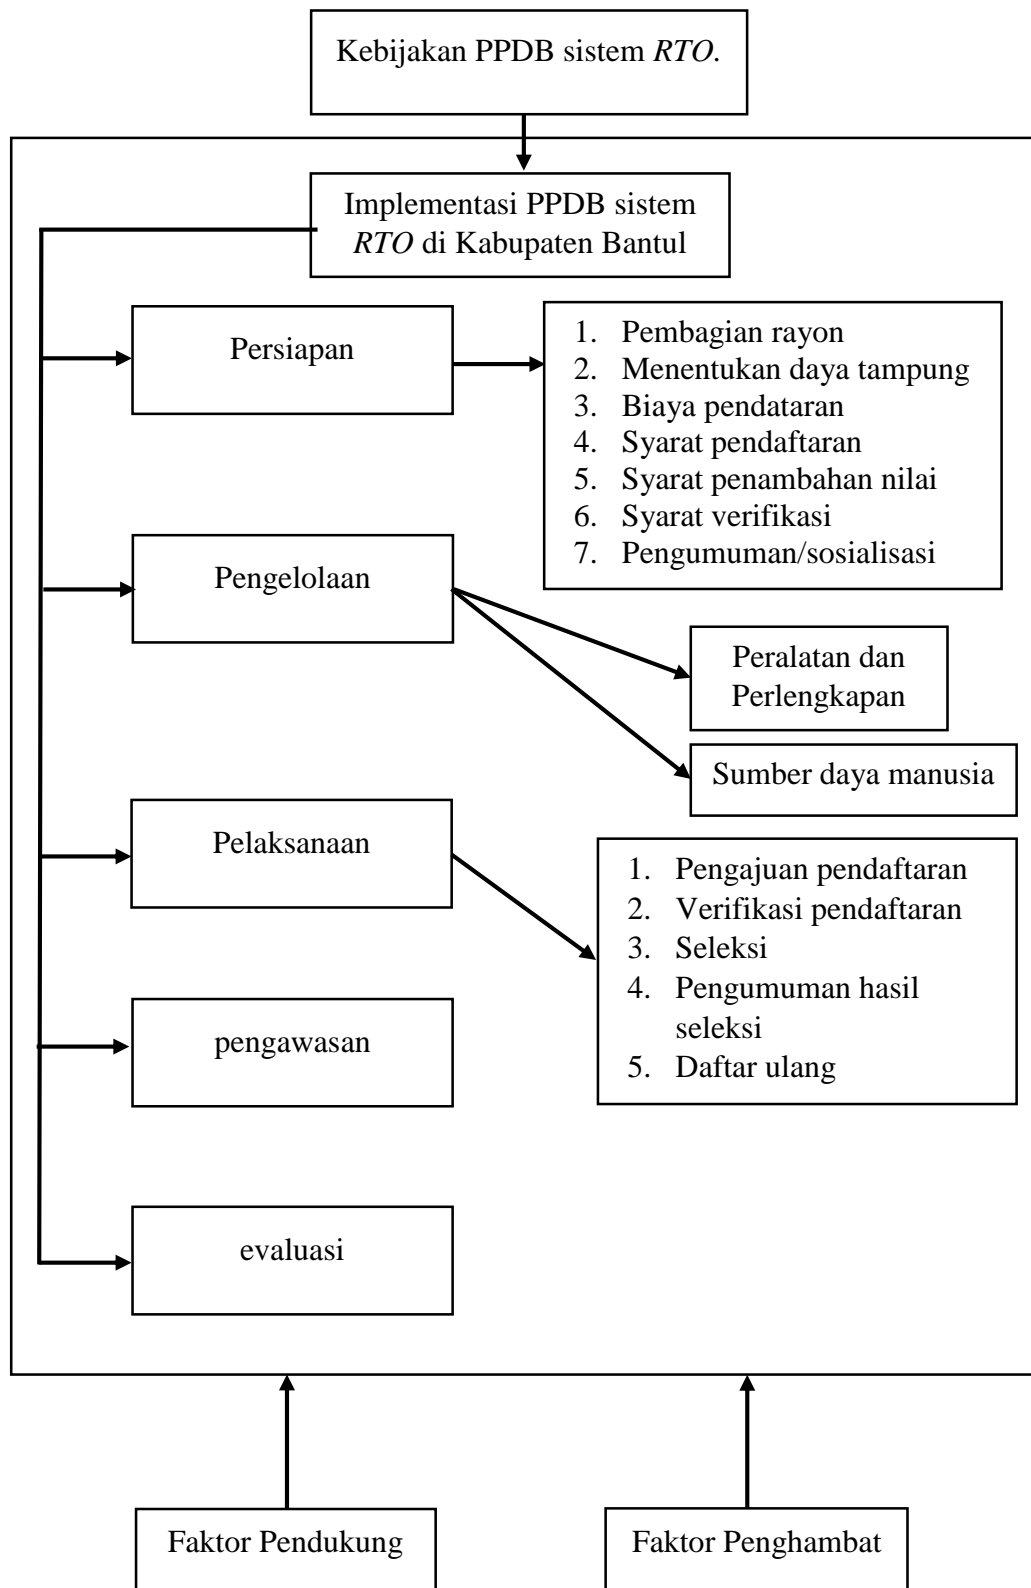 Kebijakan PPDB sistem RTO.
Implementasi PPDB sistem
RTO di Kabupaten Bantul
Persiapan
1. Pembagian rayon
2. Menentukan daya tampung
3. Biaya pendataran
4. Syarat pendaftaran
5. Syarat penambahan nilai
6. Syarat verifikasi
7. Pengumuman/sosialisasi
Pengelolaan
Peralatan dan
Perlengkapan
Sumber daya manusia
Pelaksanaan
1. Pengajuan pendaftaran
2. Verifikasi pendaftaran
3. Seleksi
4. Pengumuman hasil
seleksi
5. Daftar ulang
pengawasan
evaluasi
Faktor Pendukung
Faktor Penghambat